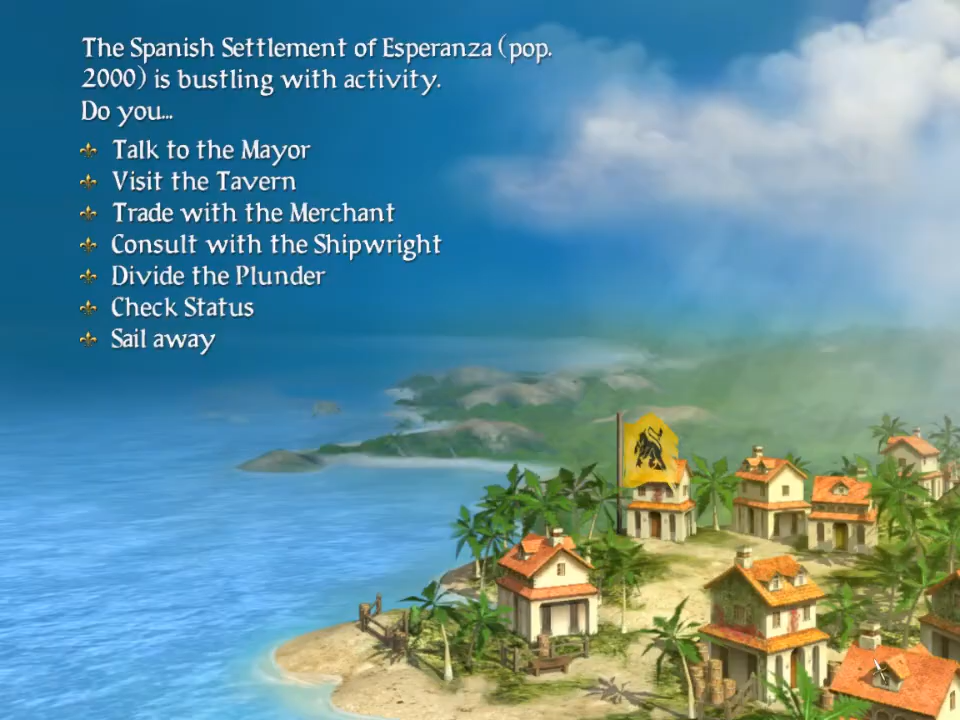 The Spanish Settlement of Esperanza (pop.
2000) is bustling with activity.
Do you...
Talk to the Mayor
Visit the Tavern
Trade with the Merchant
Consult with the Shipwright
Divide the Plunder
Check Status
Sail away